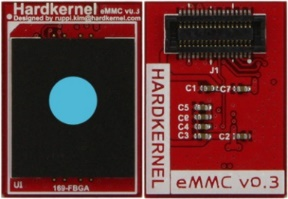 Hardkernel eMMC v0.3
Designed by ruppi.kim@hardkernel.com
U1 169-FBGA
J1
C1 C7
C5
C6
C4
C3 C2
HARDKERNEL
eMMC v0.3